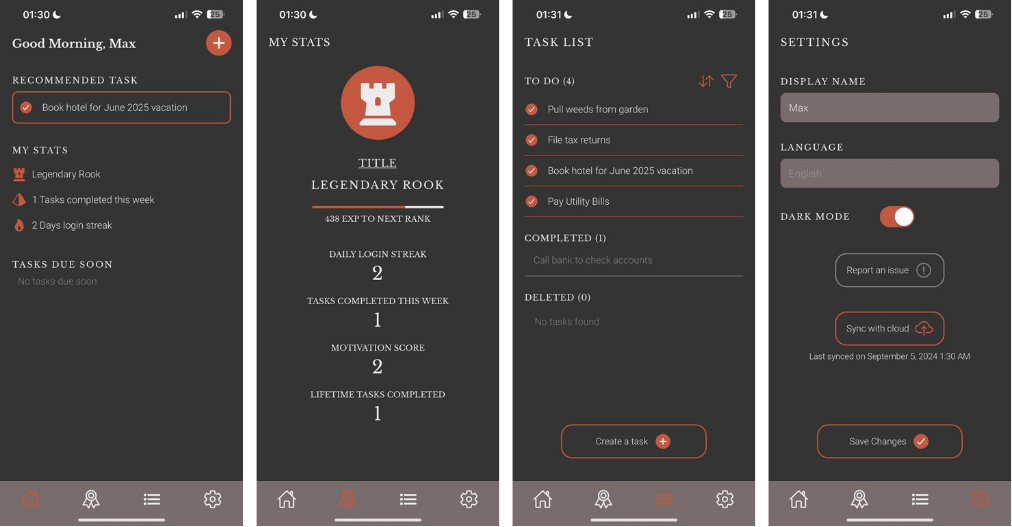 01:30
25
Good Morning, Max
RECOMMENDED TASK
Book hotel for June 2025 vacation
MY STATS
Legendary Rook
1 Tasks completed this week
2 Days login streak
TASKS DUE SOON
No tasks due soon
01:30
25
MY STATS
TITLE
LEGENDARY ROOK
438 EXP TO NEXT RANK
DAILY LOGIN STREAK
2
TASKS COMPLETED THIS WEEK
1
MOTIVATION SCORE
2
LIFETIME TASKS COMPLETED
1
01:31
25
TASK LIST
TO DO (4)
Pull weeds from garden
File tax returns
Book hotel for June 2025 vacation
Pay Utility Bills
COMPLETED (1)
Call bank to check accounts
DELETED (0)
No tasks found
Create a task
01:31
25
SETTINGS
DISPLAY NAME
Max
LANGUAGE
English
DARK MODE
Report an issue
Sync with cloud
Last synced on September 5, 2024 1:30 AM
Save Changes